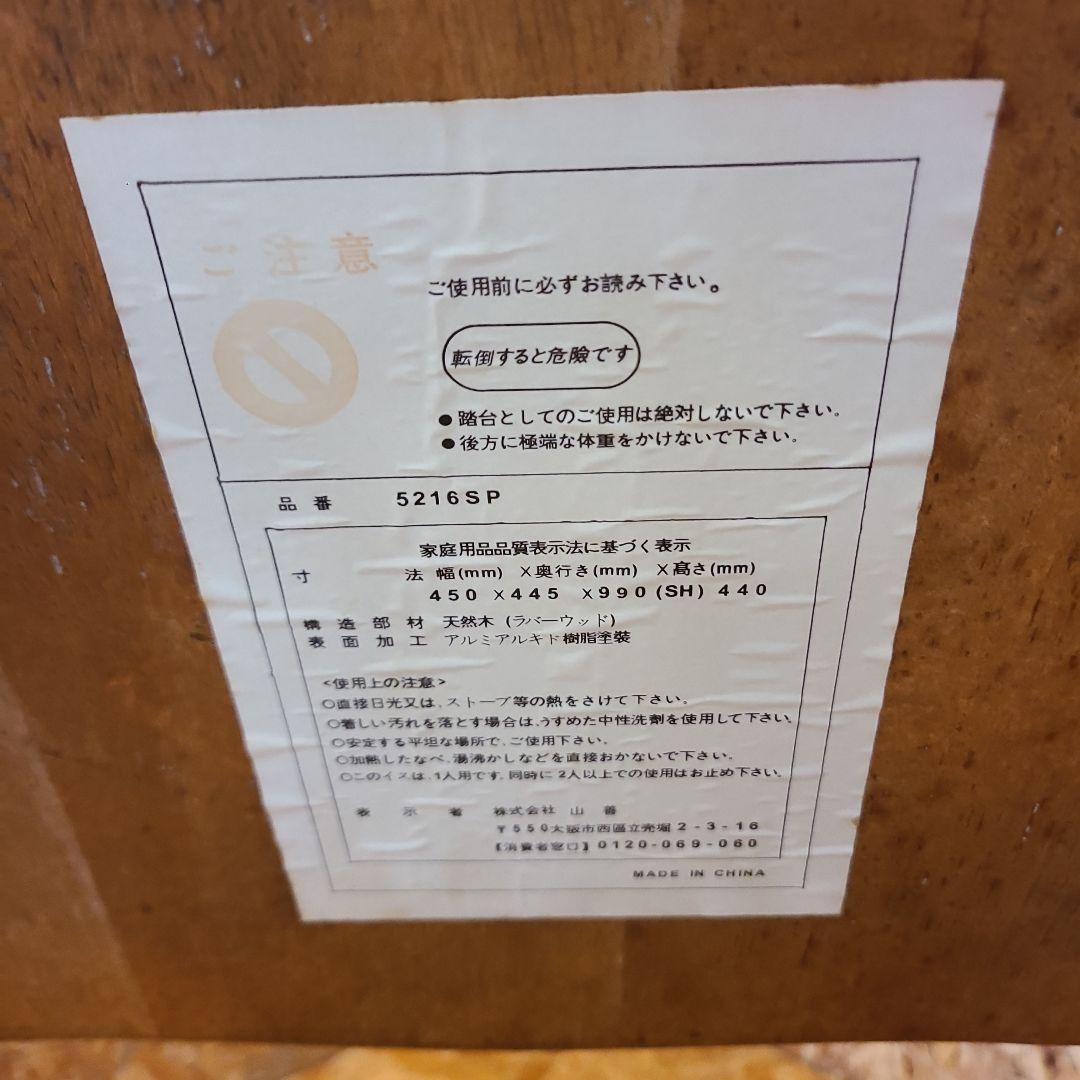 ご注意
ご使用前に必ずお読み下さい。
転倒すると危険です
●踏台としてのご使用は絶対しないで下さい。
●後方に極端な体重をかけないで下さい。
品番 5216SP
家庭用品品質表示法に基づく表示
寸法 幅(mm) ×奥行き(mm) ×高さ(mm)
450 ×445 ×990(SH) 440
構造部材 天然木 (ラバーウッド)
表面加工 アルミアルキド樹脂塗装
<使用上の注意>
○直接日光又は、ストーブ等の熱をさけて下さい。
○着しい汚れを落とす場合は、うすめた中性洗剤を使用して下さい。
○安定する平坦な場所で、ご使用下さい。
○加熱したなべ、湯沸かしなどを直接おかないで下さい。
○このイスは、1人用です。同時に2人以上での使用はお止め下さい。
表示者 株式会社 山善
〒550大阪市西區立売堀2-3-16
【消費者窓口】0120-069-060
MADE IN CHINA